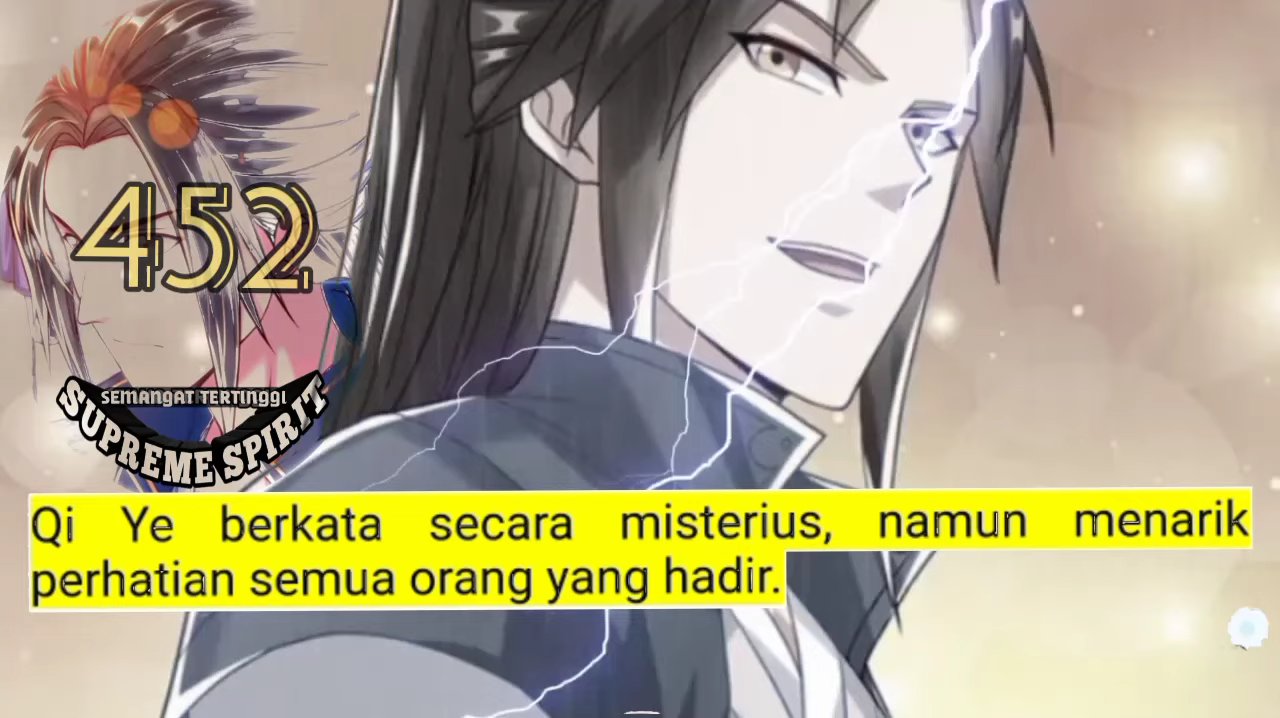 452
SEMANGAT TERTINGGI
SUPREME SPIRIT
Qi Ye berkata secara misterius, namun menarik
perhatian semua orang yang hadir.